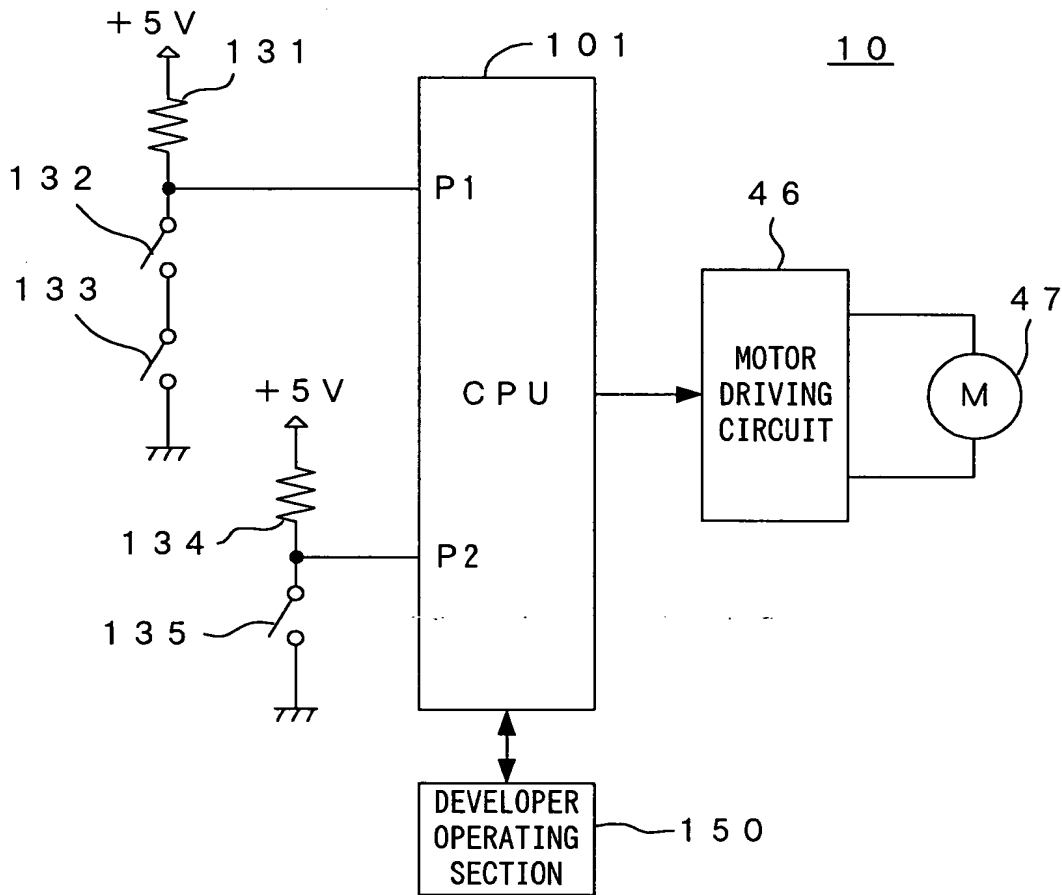 +5V
131
101
10
132
P1
46
133
47
+5V
CPU
MOTOR
DRIVING
CIRCUIT
M
134
P2
135
DEVELOPER
OPERATING
SECTION
150